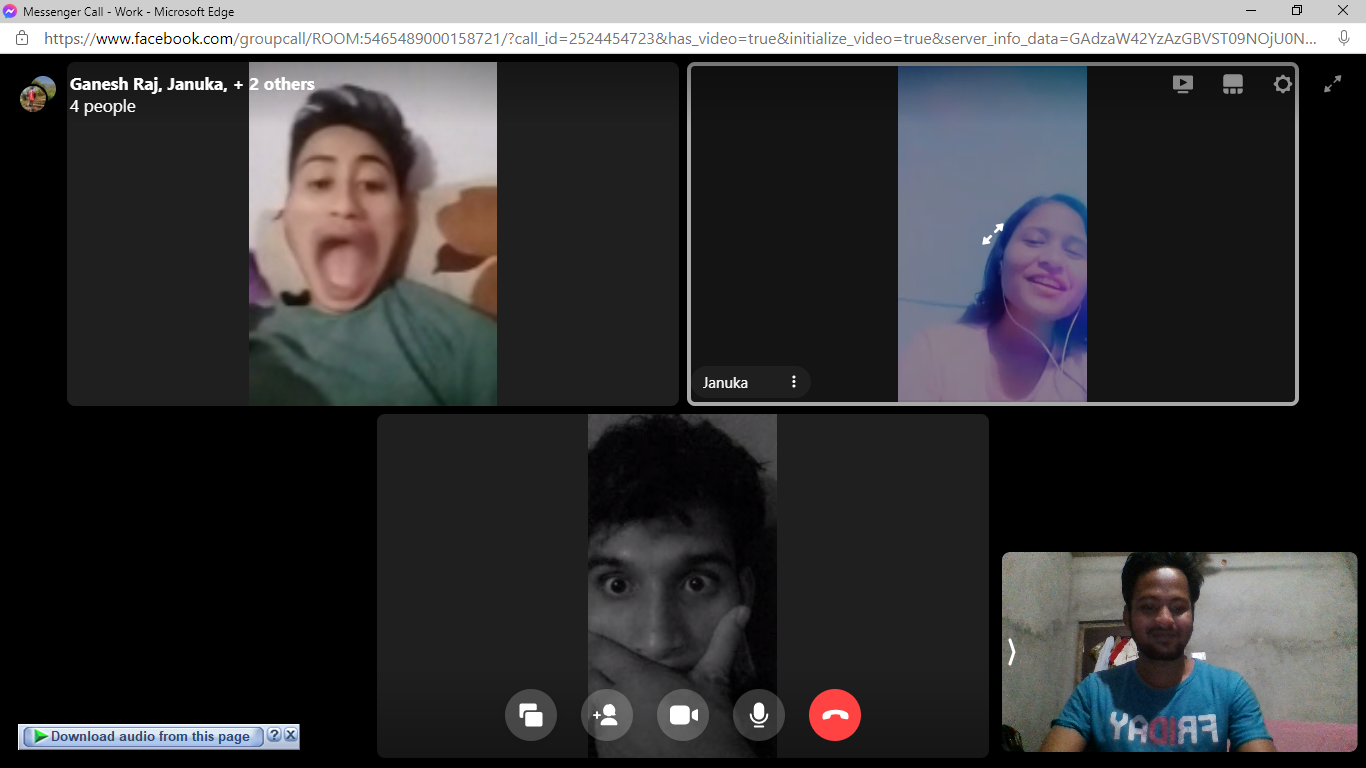 Messenger Call - Work - Microsoft Edge
https://www.facebook.com/groupcall/ROOM:5465489000158721/?call_id=2524454723&has_video=true&initialize_video=true&server_info_data=GAdzaW42YzAzGBVST09NOjU0N...
Ganesh Raj, Januka, + 2 others
4 people
Januka
FRIDAY
Download audio from this page
?